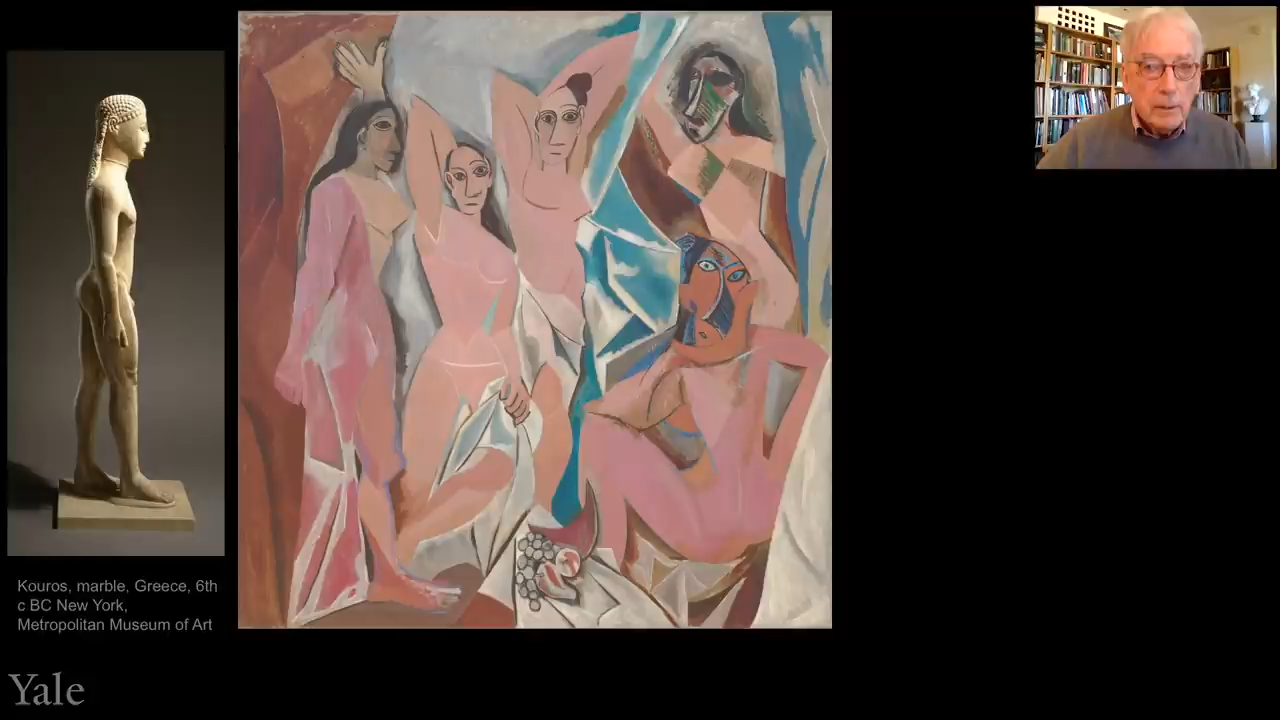 Kouros, marble, Greece, 6th
c BC New York,
Metropolitan Museum of Art
Yale